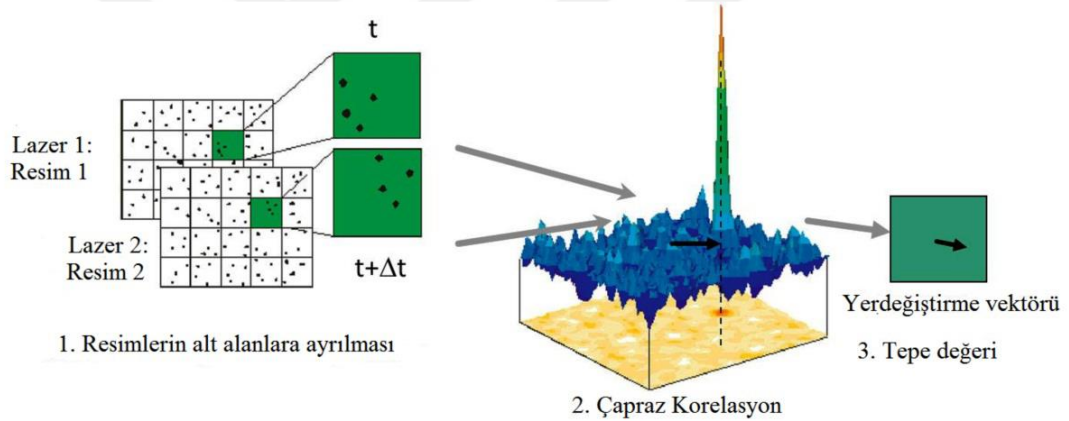 t
Lazer 1:
Resim 1
Lazer 2:
Resim 2
t+Δt
1. Resimlerin alt alanlara ayrılması
2. Çapraz Korelasyon
Yerdeğiştirme vektörü
3. Tepe değeri